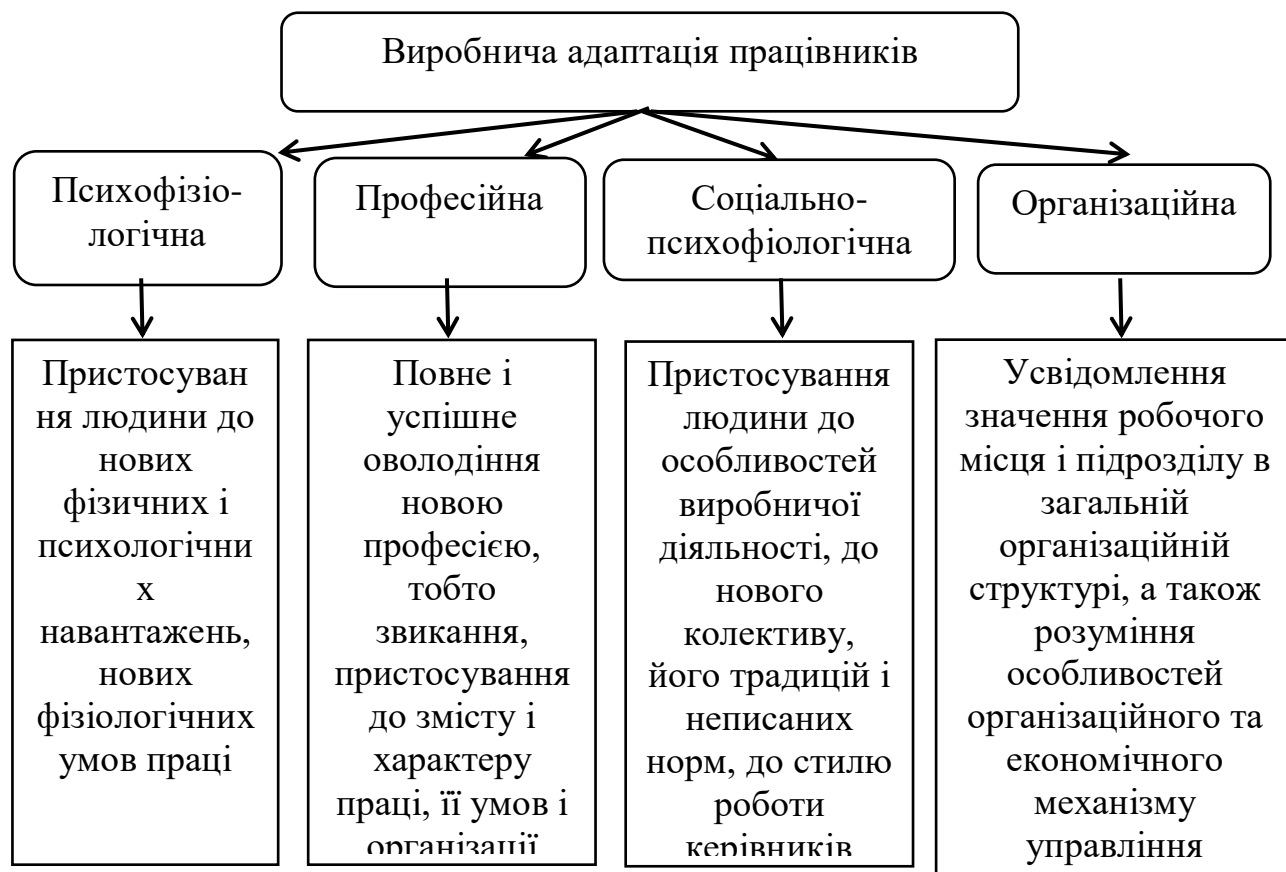 Виробнича адаптація працівників
Психофізіо-
логічна
Професійна
Соціально-
психофіологічна
Організаційна
Пристосуван
ня людини до
нових
фізичних і
психологічни
х
навантажень,
нових
фізіологічних
умов праці
Повне і
успішне
оволодіння
новою
професією,
тобто
звикання,
пристосування
до змісту і
характеру
праці, її умов і
організації
Пристосування
людини до
особливостей
виробничої
діяльності, до
нового
колективу,
його традицій і
неписаних
норм, до стилю
роботи
керівників
Усвідомлення
значення робочого
місця і підрозділу в
загальній
організаційній
структурі, а також
розуміння
особливостей
організаційного та
економічного
механізму
управління